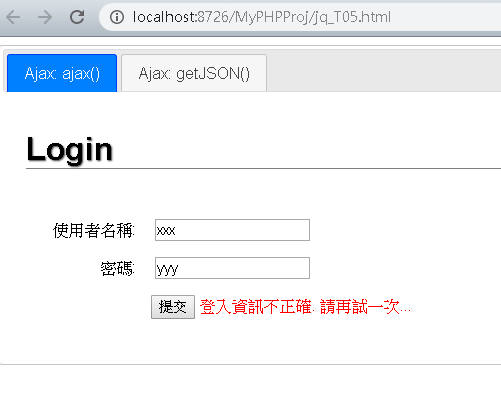 localhost:8726/MyPHPProj/jq_T05.html
Ajax: ajax() Ajax: getJSON()
Login
使用者名稱: xxx
密碼: yyy
提交 登入資訊不正確. 請再試一次...